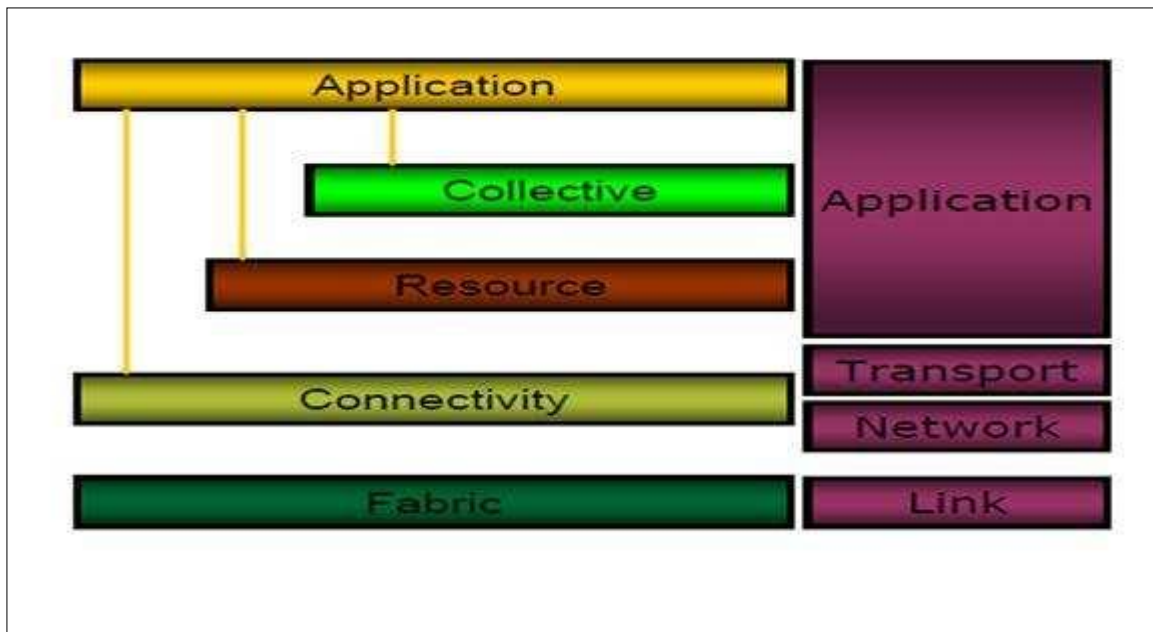 Application
Collective
Application
Resource
Transport
Connectivity
Network
Fabric
Link